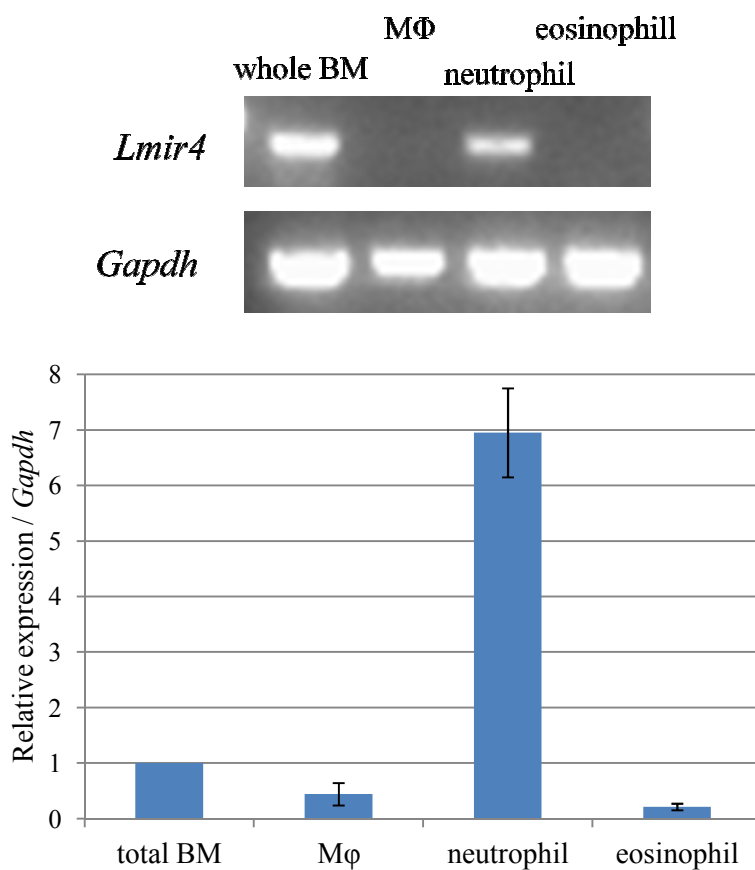 MΦ eosinophill
whole BM neutrophil
Lmir4
Gapdh
8
7
6
5
4
3
2
1
0
Relative expression / Gapdh
total BM Mφ neutrophil eosinophil